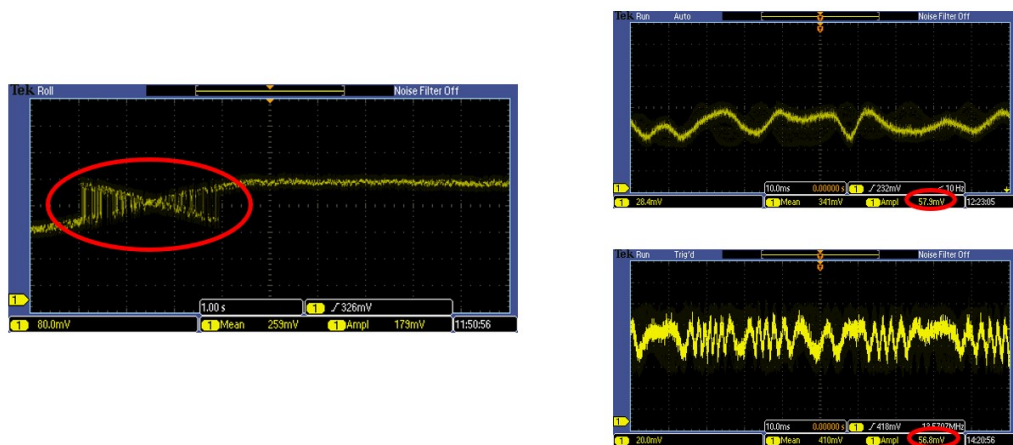 Tek Roll Noise Filter Off
1
1.00 s 1 326mV
1 80.0mV 1 Mean 259mV 1 Ampl 179mV 11:50:56
Tek Run Auto Noise Filter Off
1
10.0ms 0.00000 s 1 232mV < 10 Hz
1 28.4mV 1 Mean 341mV 1 Ampl 57.9mV 12:23:05
Tek Run Trig'd Noise Filter Off
1
10.0ms 0.00000 s 1 418mV 13.5707MHz
1 20.0mV 1 Mean 410mV 1 Ampl 56.8mV 14:20:56